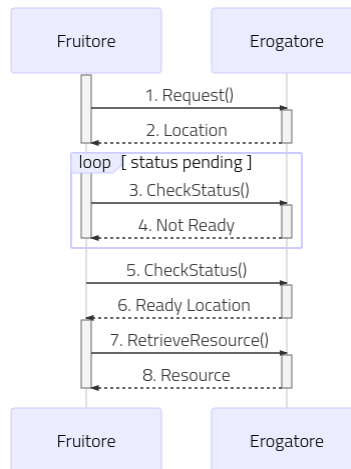 Fruitore Erogatore
1. Request()
2. Location
loop [ status pending ]
3. CheckStatus()
4. Not Ready
5. CheckStatus()
6. Ready Location
7. RetrieveResource()
8. Resource
Fruitore Erogatore